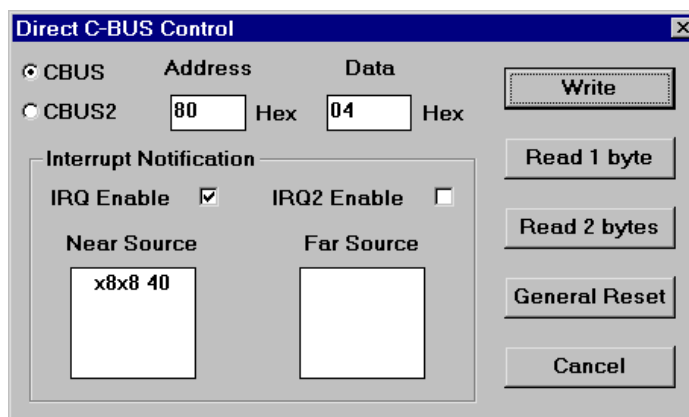 Direct C-BUS Control
CBUS Address Data
CBUS2 80 Hex 04 Hex
Write
Interrupt Notification
Read 1 byte
IRQ Enable IRQ2 Enable
Read 2 bytes
Near Source Far Source
x8x8 40
General Reset
Cancel